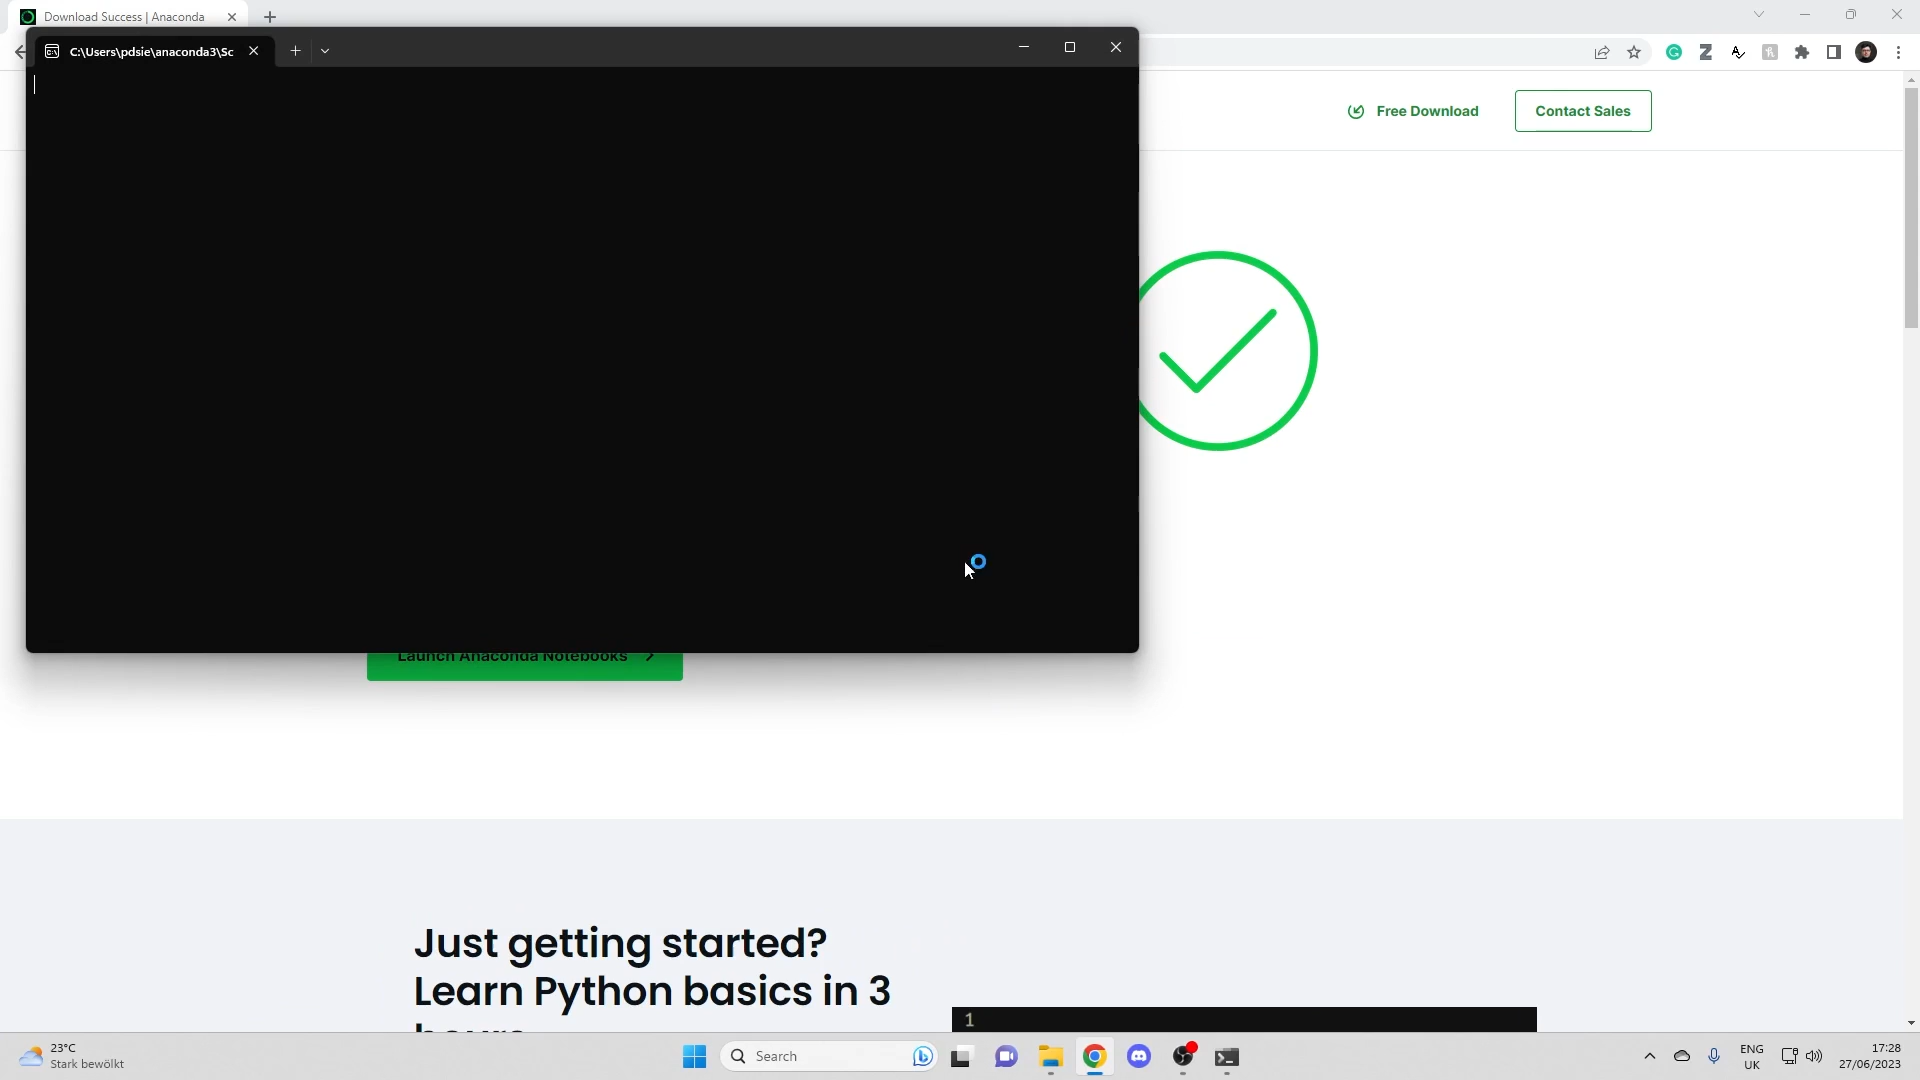 Download Success | Anaconda
C:\Users\pdsie\anaconda3\Sc
Free Download
Contact Sales
Launch Anaconda Notebooks
Just getting started?
Learn Python basics in 3
hours
1
23°C
Stark bewölkt
Search
ENG
UK
17:28
27/06/2023